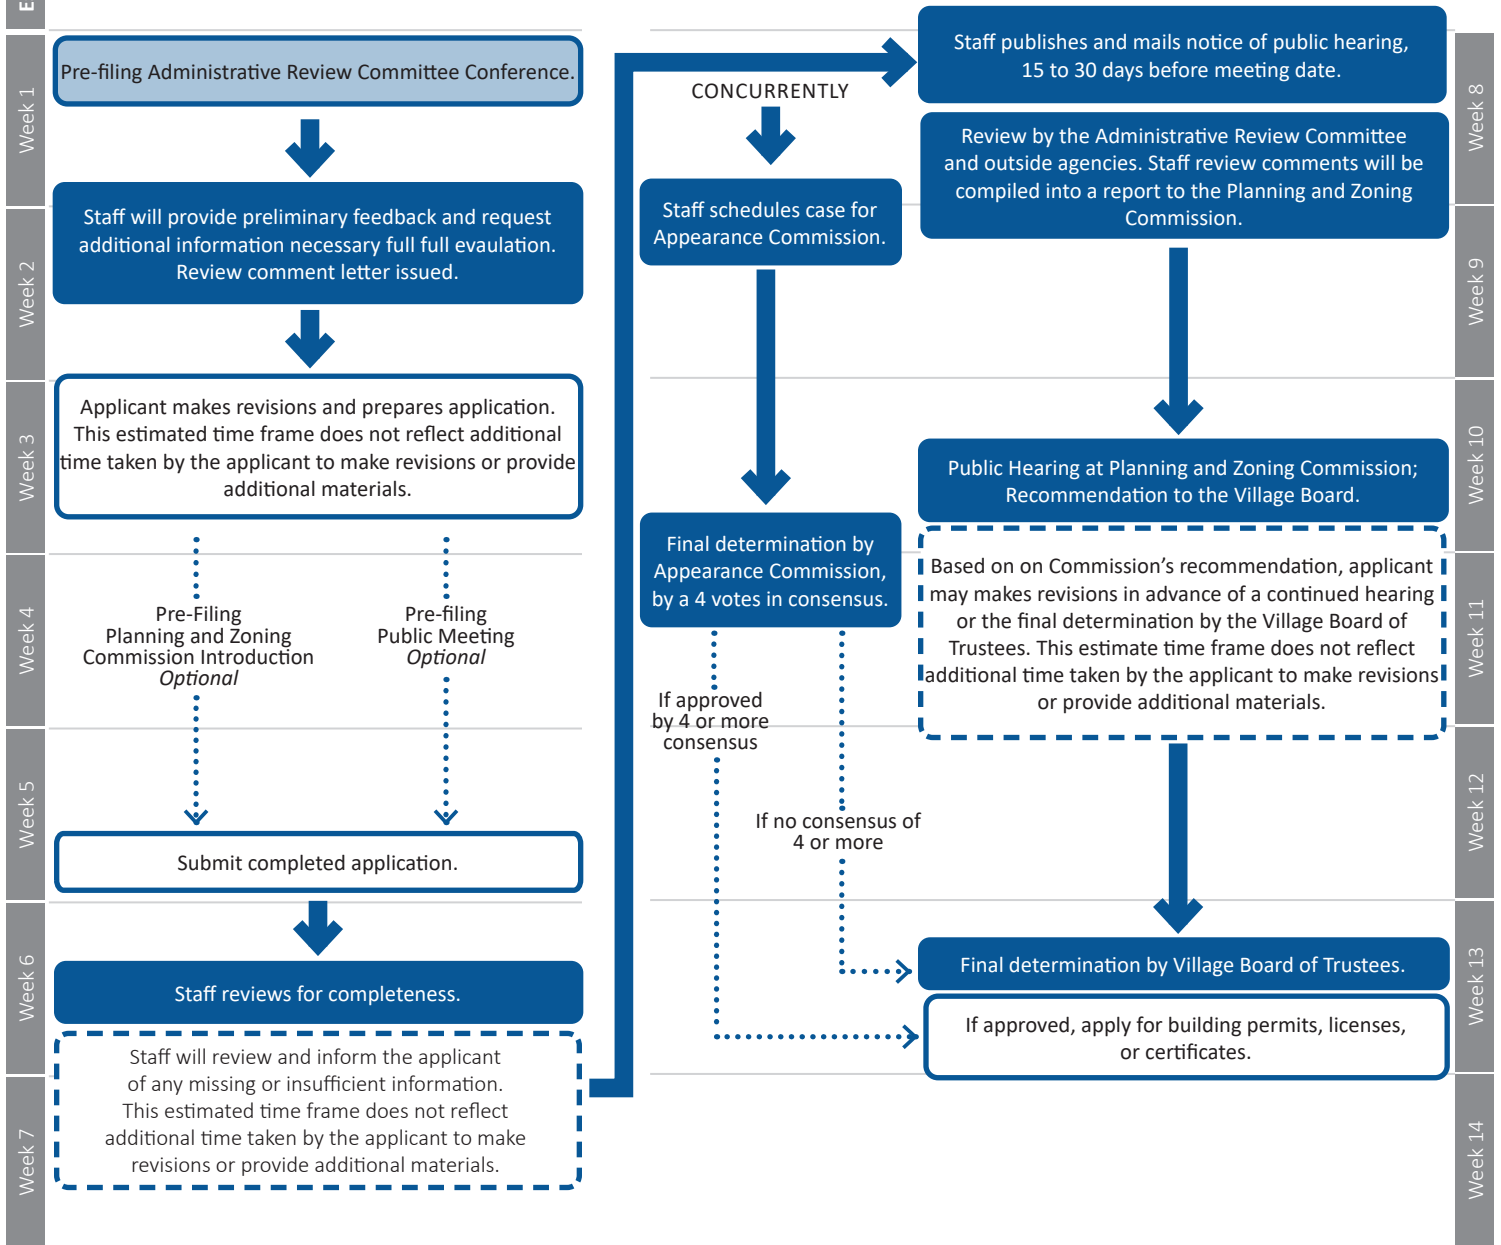 E
Week 1
Week 2
Week 3
Week 4
Week 5
Week 6
Week 7
Pre-filing Administrative Review Committee Conference.
Staff will provide preliminary feedback and request
additional information necessary full full evaulation.
Review comment letter issued.
Applicant makes revisions and prepares application.
This estimated time frame does not reflect additional
time taken by the applicant to make revisions or provide
additional materials.
Pre-Filing
Planning and Zoning
Commission Introduction
Optional
Pre-filing
Public Meeting
Optional
Submit completed application.
Staff reviews for completeness.
Staff will review and inform the applicant
of any missing or insufficient information.
This estimated time frame does not reflect
additional time taken by the applicant to make
revisions or provide additional materials.
CONCURRENTLY
Staff schedules case for
Appearance Commission.
Final determination by
Appearance Commission,
by a 4 votes in consensus.
If approved
by 4 or more
consensus
If no consensus of
4 or more
Staff publishes and mails notice of public hearing,
15 to 30 days before meeting date.
Review by the Administrative Review Committee
and outside agencies. Staff review comments will be
compiled into a report to the Planning and Zoning
Commission.
Public Hearing at Planning and Zoning Commission;
Recommendation to the Village Board.
Based on on Commission’s recommendation, applicant
may makes revisions in advance of a continued hearing
or the final determination by the Village Board of
Trustees. This estimate time frame does not reflect
additional time taken by the applicant to make revisions
or provide additional materials.
Final determination by Village Board of Trustees.
If approved, apply for building permits, licenses,
or certificates.
Week 8
Week 9
Week 10
Week 11
Week 12
Week 13
Week 14